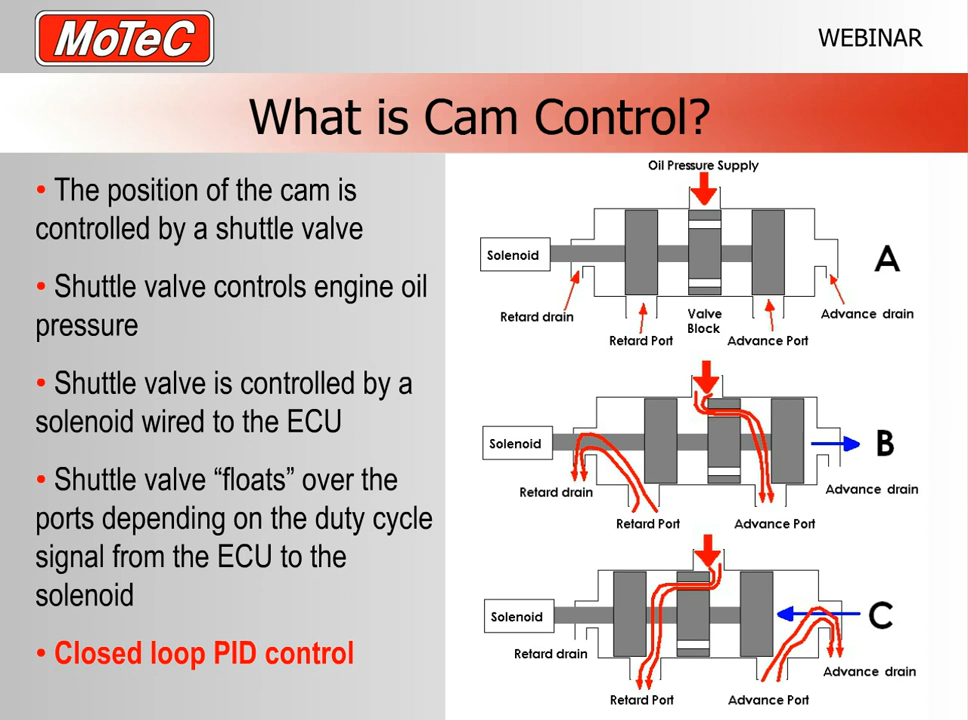 MoTeC
WEBINAR
What is Cam Control?
• The position of the cam is
controlled by a shuttle valve
• Shuttle valve controls engine oil
pressure
• Shuttle valve is controlled by a
solenoid wired to the ECU
• Shuttle valve “floats” over the
ports depending on the duty cycle
signal from the ECU to the
solenoid
• Closed loop PID control
Oil Pressure Supply
Solenoid
A
Retard drain
Valve
Block
Advance drain
Retard Port
Advance Port
Solenoid
B
Retard drain
Advance drain
Retard Port
Advance Port
Solenoid
C
Retard drain
Advance drain
Retard Port
Advance Port